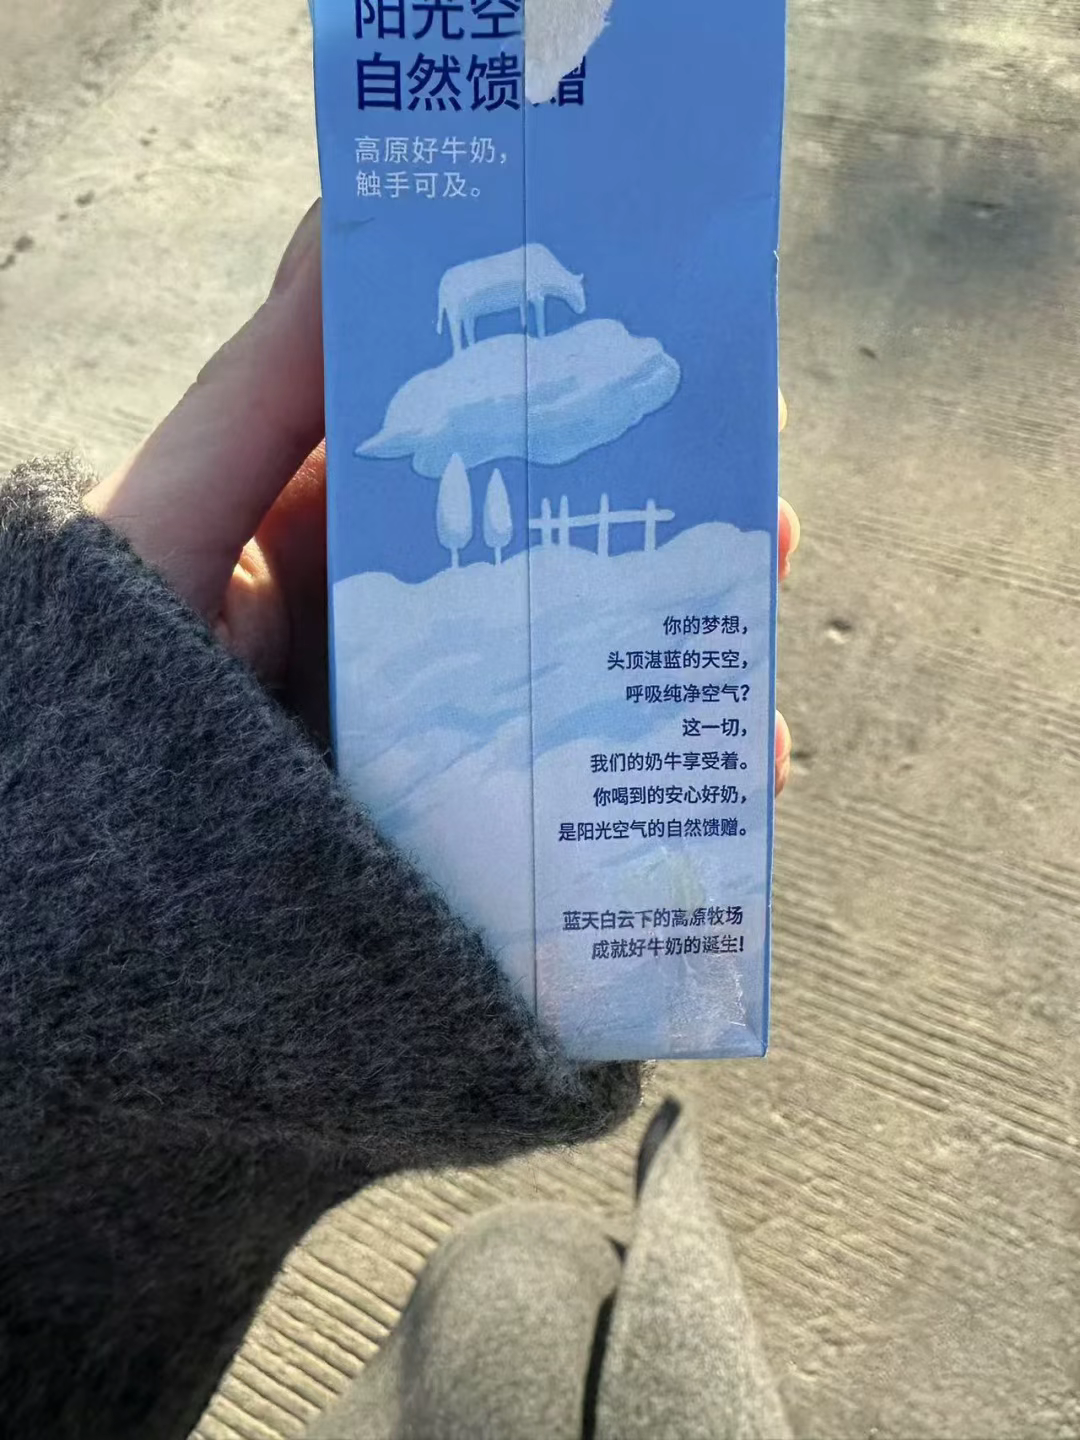 阳光空
自然馈赠
高原好牛奶，
触手可及。
你的梦想，
头顶湛蓝的天空，
呼吸纯净空气？
这一切，
我们的奶牛享受着。
你喝到的安心好奶，
是阳光空气的自然馈赠。
蓝天白云下的高原牧场
成就好牛奶的诞生！